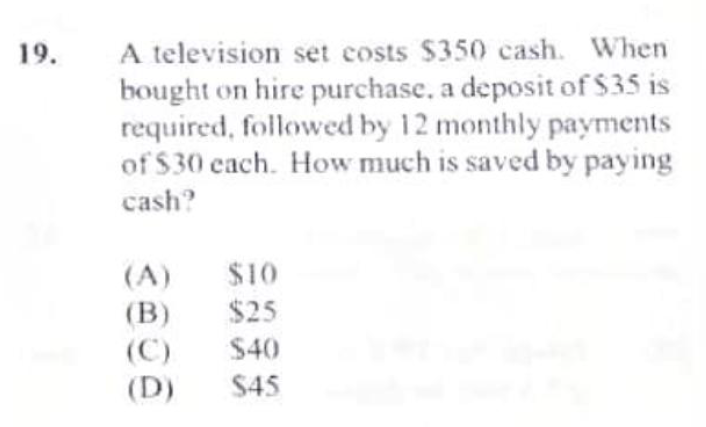 19. A television set costs $350 cash. When
bought on hire purchase, a deposit of $35 is
required, followed by 12 monthly payments
of $30 each. How much is saved by paying
cash?
(A) $10
(B) $25
(C) $40
(D) $45